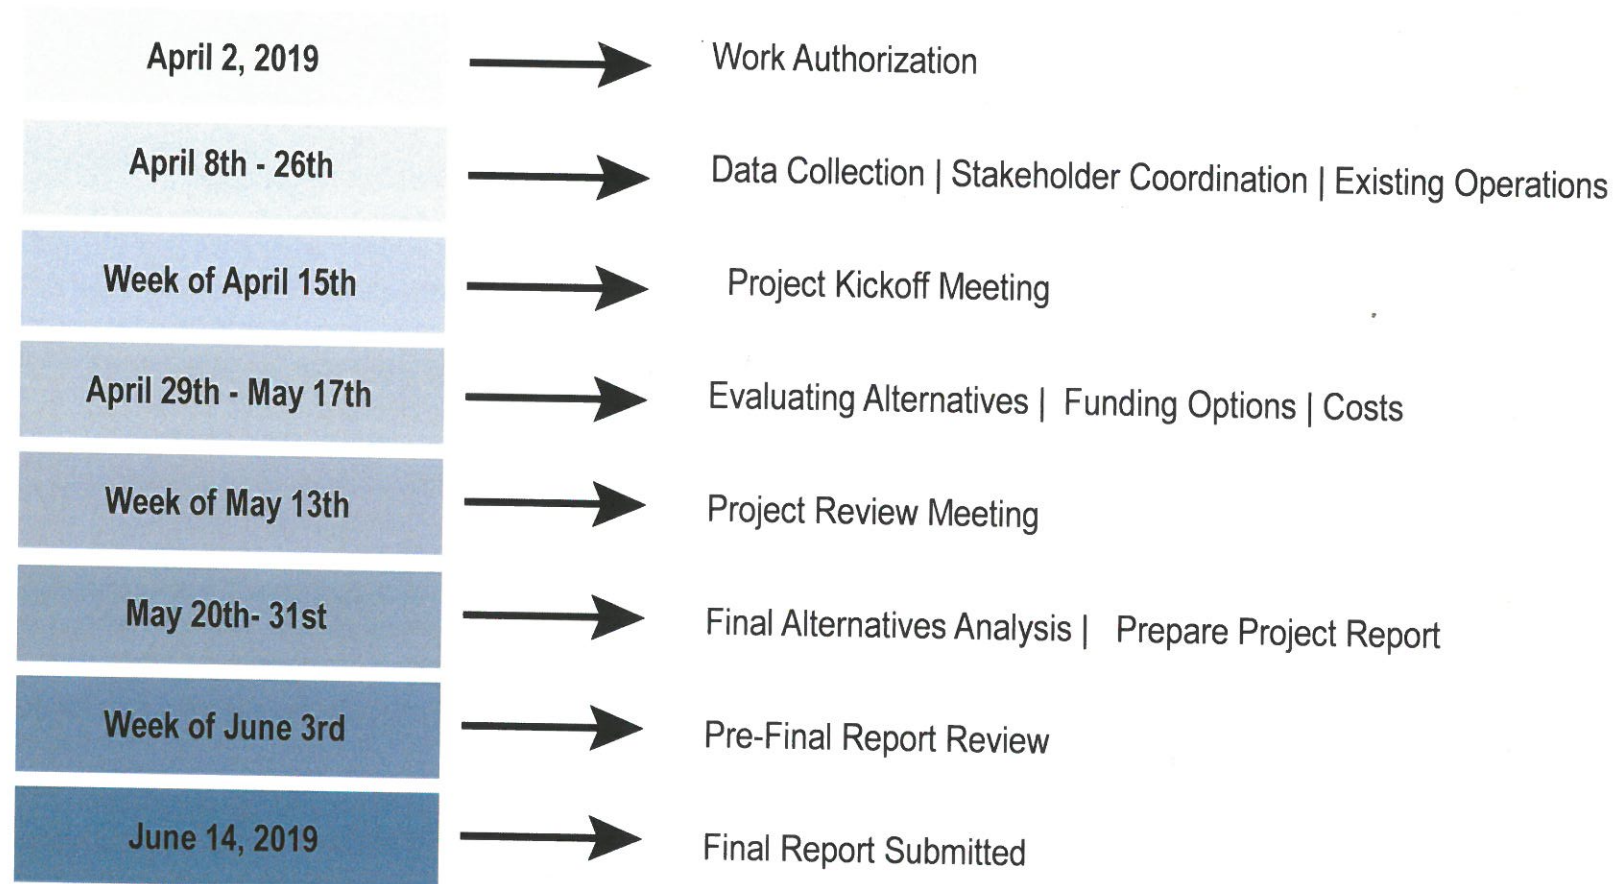 April 2, 2019 Work Authorization
April 8th - 26th Data Collection | Stakeholder Coordination | Existing Operations
Week of April 15th Project Kickoff Meeting
April 29th - May 17th Evaluating Alternatives | Funding Options | Costs
Week of May 13th Project Review Meeting
May 20th- 31st Final Alternatives Analysis | Prepare Project Report
Week of June 3rd Pre-Final Report Review
June 14, 2019 Final Report Submitted